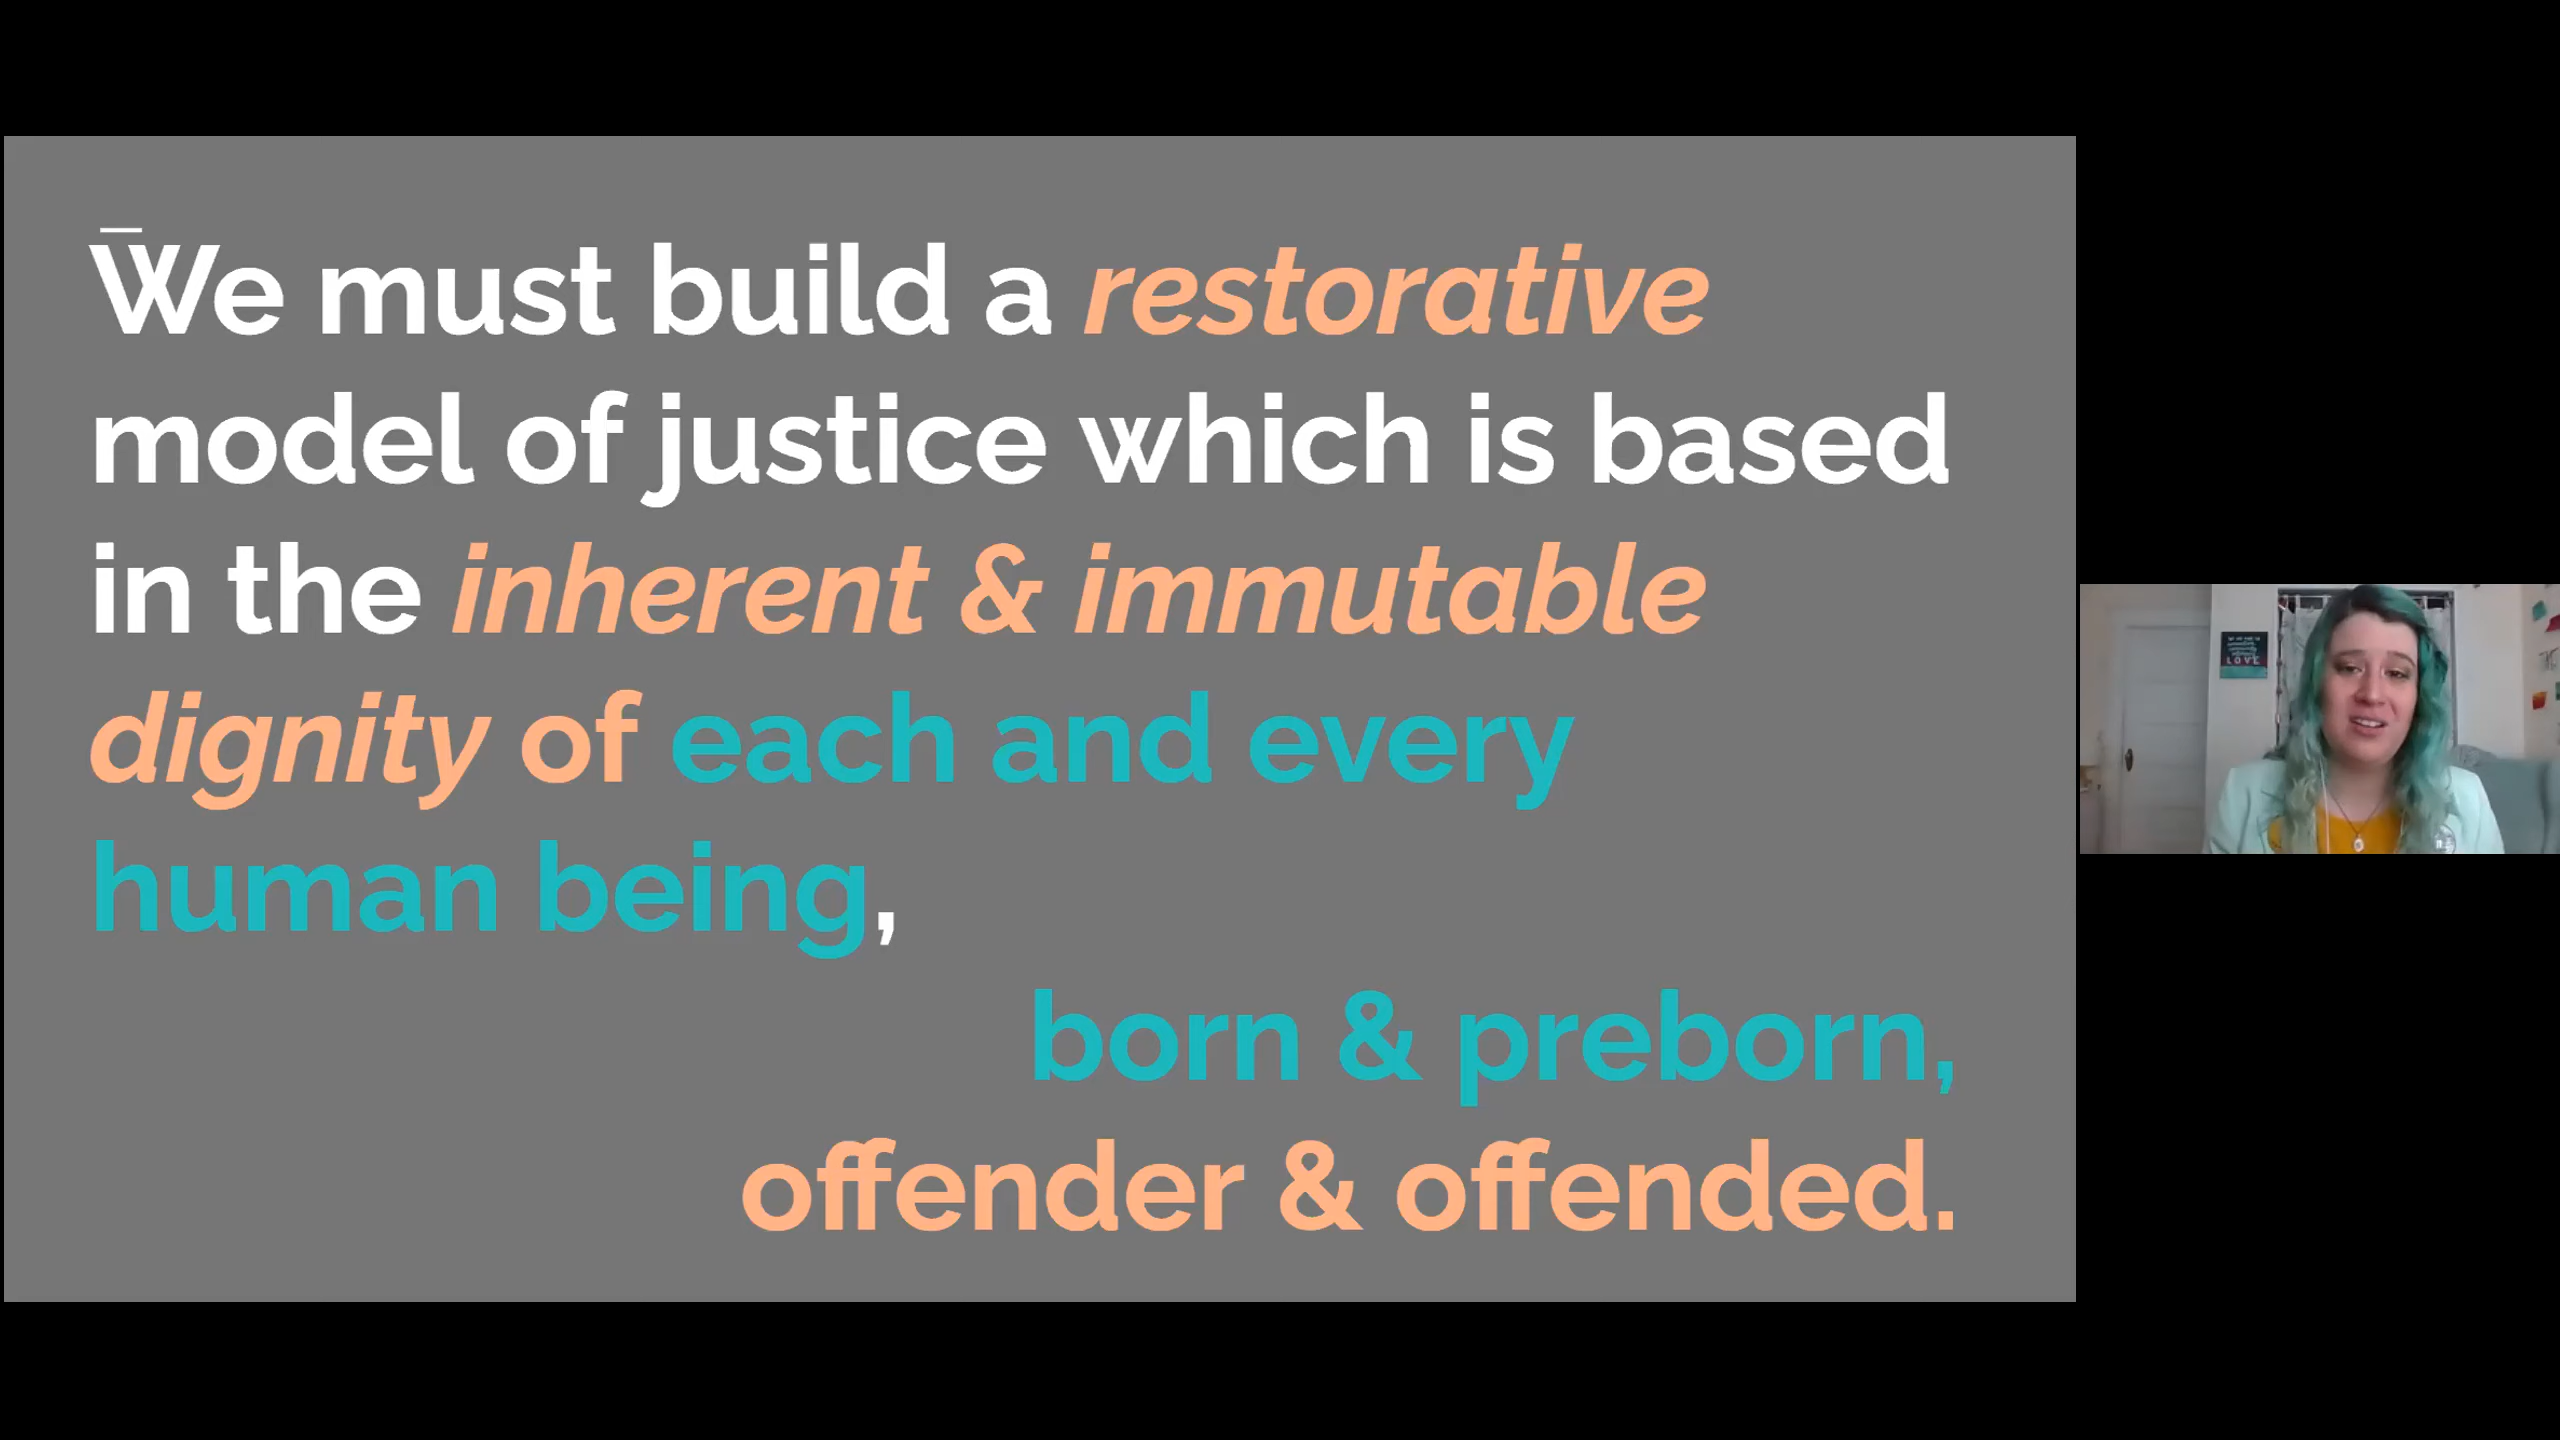 We must build a restorative
model of justice which is based
in the inherent & immutable
dignity of each and every
human being,
born & preborn,
offender & offended.
LOVE